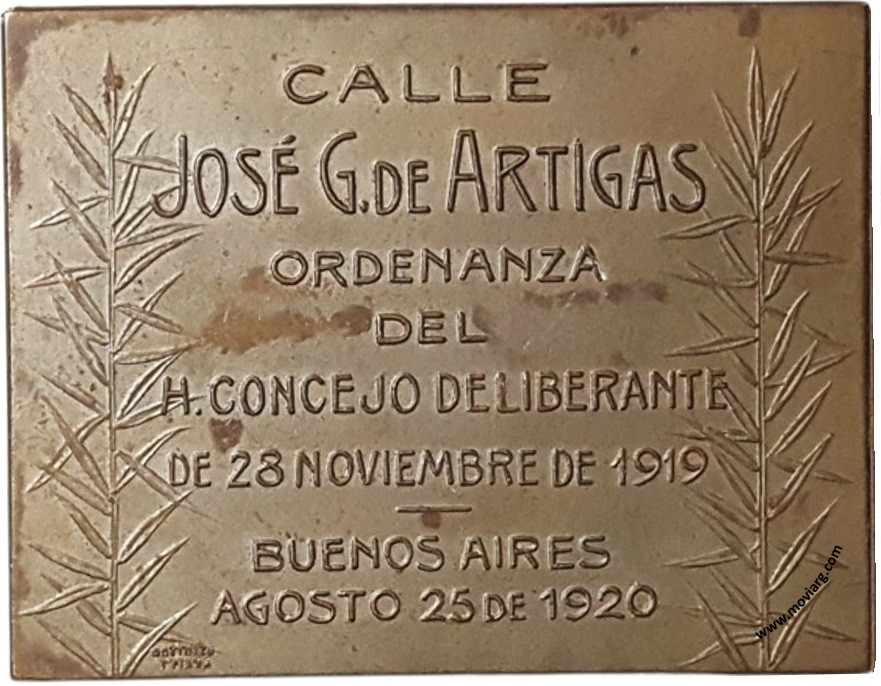 CALLE
JOSÉ G. DE ARTIGAS
ORDENANZA
DEL
H. CONCEJO DELIBERANTE
DE 28 NOVIEMBRE DE 1919
BUENOS AIRES
AGOSTO 25 DE 1920
www.moviarg.com